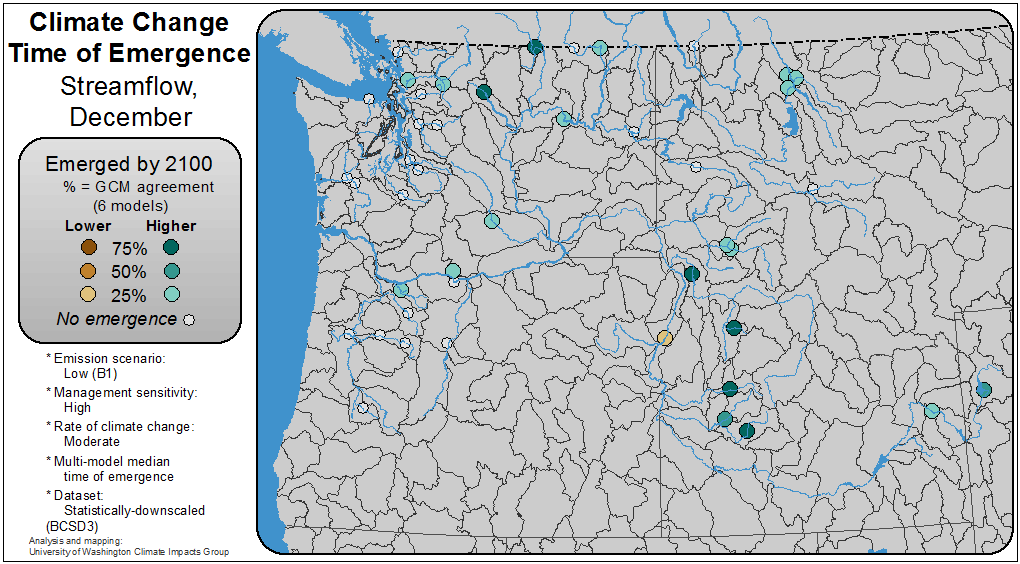 Climate Change
Time of Emergence
Streamflow,
December
Emerged by 2100
% = GCM agreement
(6 models)
Lower Higher
75%
50%
25%
No emergence
* Emission scenario:
Low (B1)
* Management sensitivity:
High
* Rate of climate change:
Moderate
* Multi-model median
time of emergence
* Dataset:
Statistically-downscaled
(BCSD3)
Analysis and mapping:
University of Washington Climate Impacts Group